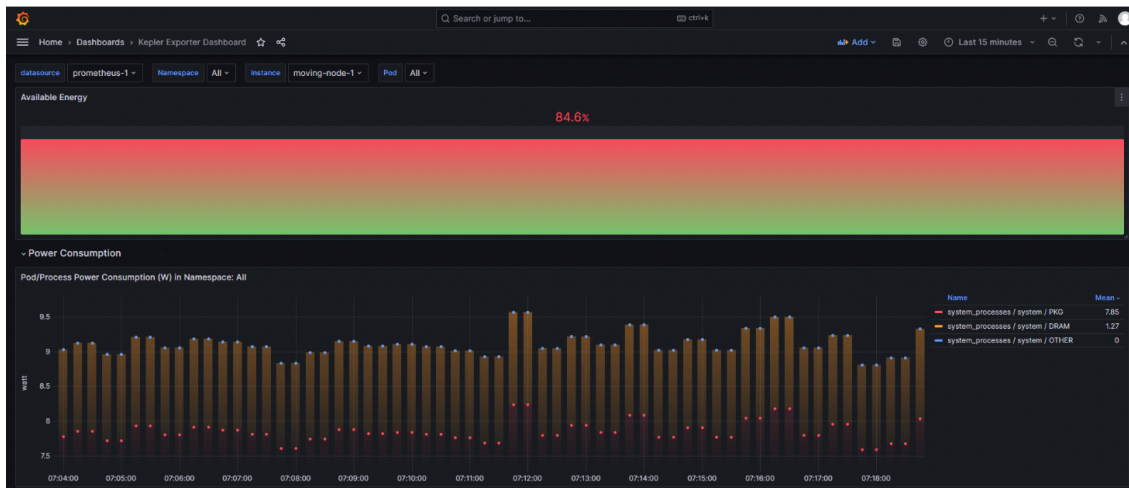 Search or jump to... ctrl+k
Home › Dashboards › Kepler Exporter Dashboard Add Last 15 minutes
datasource prometheus-1 Namespace All instance moving-node-1 Pod All
Available Energy
84.6%
Power Consumption
Pod/Process Power Consumption (W) in Namespace: All
Name Mean
system_processes / system / PKG 7.85
system_processes / system / DRAM 1.27
system_processes / system / OTHER 0
watt
9.5
9
8.5
8
7.5
07:04:00 07:05:00 07:06:00 07:07:00 07:08:00 07:09:00 07:10:00 07:11:00 07:12:00 07:13:00 07:14:00 07:15:00 07:16:00 07:17:00 07:18:00